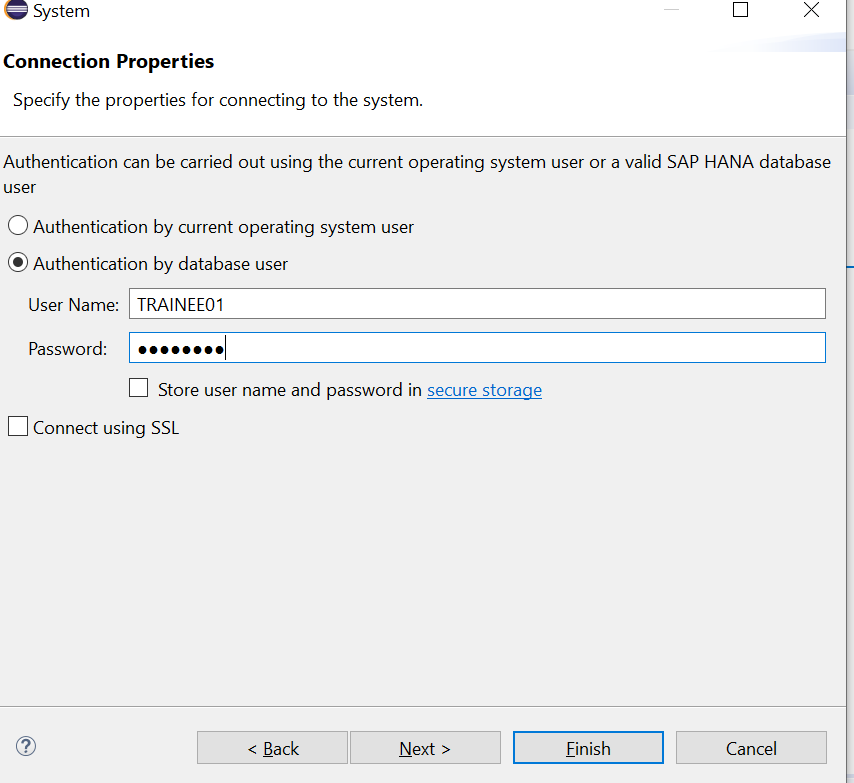 System
Connection Properties
Specify the properties for connecting to the system.
Authentication can be carried out using the current operating system user or a valid SAP HANA database
user
Authentication by current operating system user
Authentication by database user
User Name: TRAINEE01
Password: ●●●●●●●●
Store user name and password in secure storage
Connect using SSL
? < Back Next > Finish Cancel